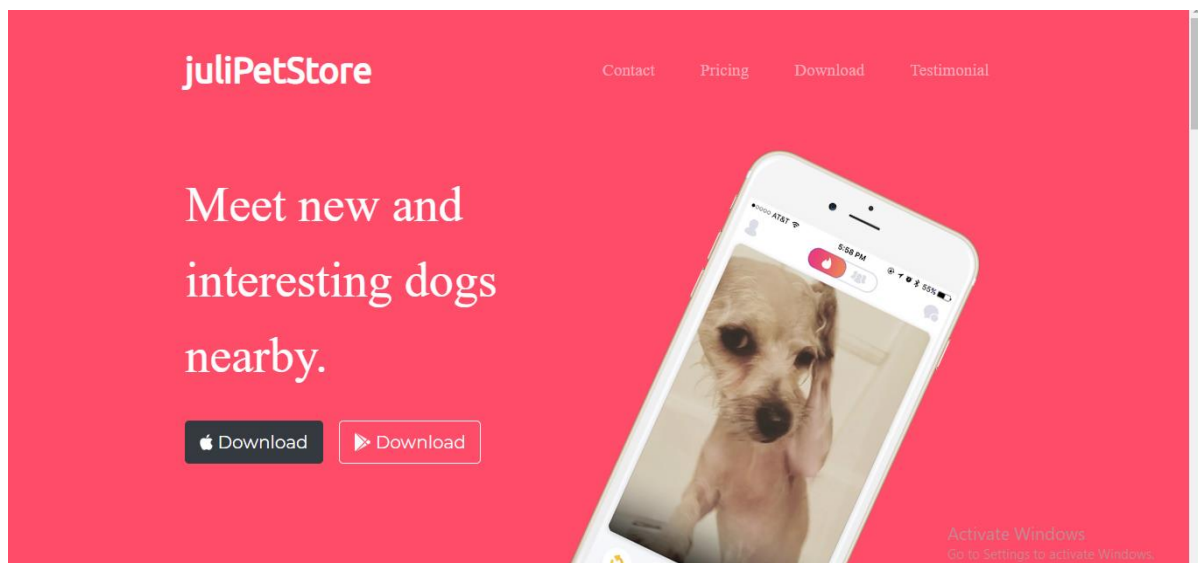 juliPetStore
Contact Pricing Download Testimonial
Meet new and
interesting dogs
nearby.
Download Download
AT&T 5:58 PM 55%
Activate Windows
Go to Settings to activate Windows.